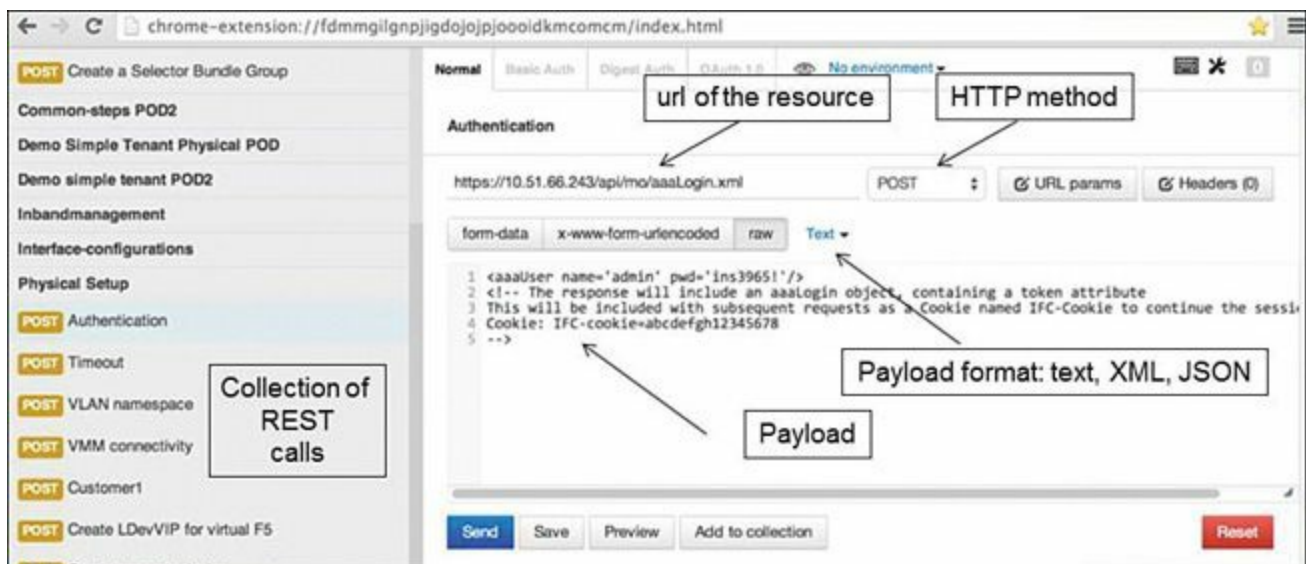 chrome-extension://fdmmgilgnpjigdojojpjoooidkmcomcm/index.html
POST Create a Selector Bundle Group
Common-steps POD2
Demo Simple Tenant Physical POD
Demo simple tenant POD2
Inbandmanagement
Interface-configurations
Physical Setup
POST Authentication
POST Timeout
POST VLAN namespace
POST VMM connectivity
POST Customer1
POST Create LDevVIP for virtual F5
Collection of
REST
calls
Normal Basic Auth Digest Auth OAuth 1.0 No environment
0
url of the resource
HTTP method
Authentication
https://10.51.66.243/api/mo/aaaLogin.xml POST URL params Headers (0)
form-data x-www-form-urlencoded raw Text
1 <aaaUser name='admin' pwd='ins3965!'/>
2 <!-- The response will include an aaaLogin object, containing a token attribute
3 This will be included with subsequent requests as a Cookie named IFC-Cookie to continue the sessi
4 Cookie: IFC-cookie=abcdefgh12345678
5 -->
Payload format: text, XML, JSON
Payload
Send Save Preview Add to collection Reset